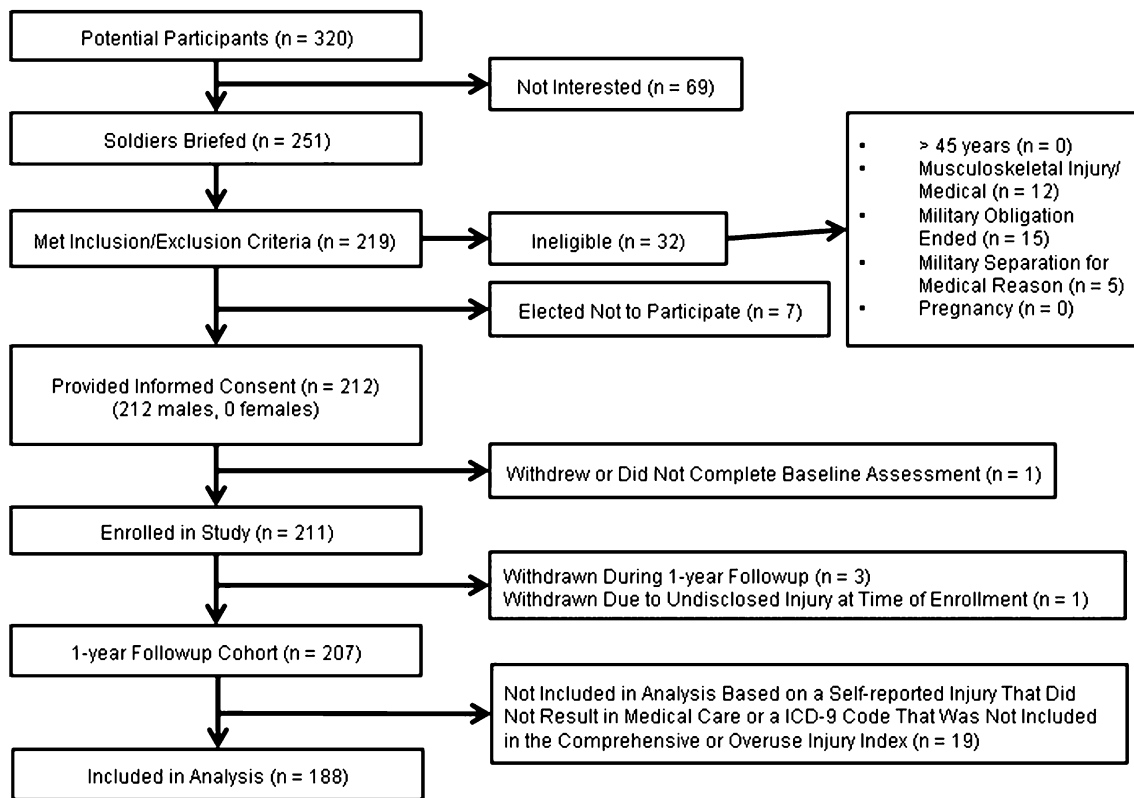 Potential Participants (n = 320)
Not Interested (n = 69)
Soldiers Briefed (n = 251)
Met Inclusion/Exclusion Criteria (n = 219)
Ineligible (n = 32)
▪ > 45 years (n = 0)
▪ Musculoskeletal Injury/
Medical (n = 12)
▪ Military Obligation
Ended (n = 15)
▪ Military Separation for
Medical Reason (n = 5)
▪ Pregnancy (n = 0)
Elected Not to Participate (n = 7)
Provided Informed Consent (n = 212)
(212 males, 0 females)
Withdrew or Did Not Complete Baseline Assessment (n = 1)
Enrolled in Study (n = 211)
Withdrawn During 1-year Followup (n = 3)
Withdrawn Due to Undisclosed Injury at Time of Enrollment (n = 1)
1-year Followup Cohort (n = 207)
Not Included in Analysis Based on a Self-reported Injury That Did
Not Result in Medical Care or a ICD-9 Code That Was Not Included
in the Comprehensive or Overuse Injury Index (n = 19)
Included in Analysis (n = 188)